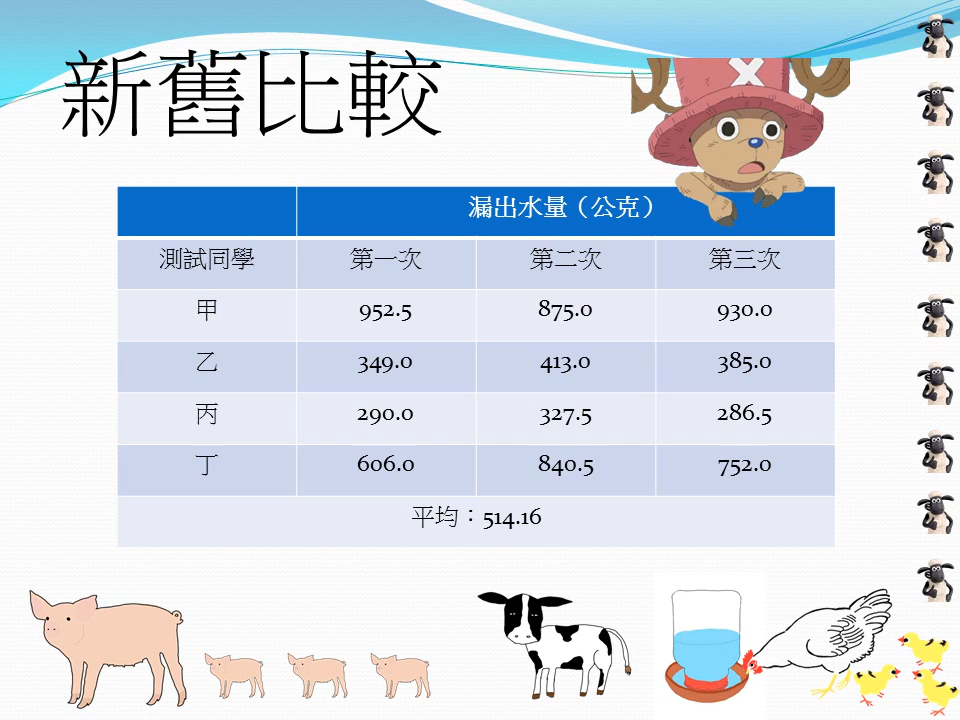 新舊比較
漏出水量（公克）
測試同學 第一次 第二次 第三次
甲 952.5 875.0 930.0
乙 349.0 413.0 385.0
丙 290.0 327.5 286.5
丁 606.0 840.5 752.0
平均：514.16